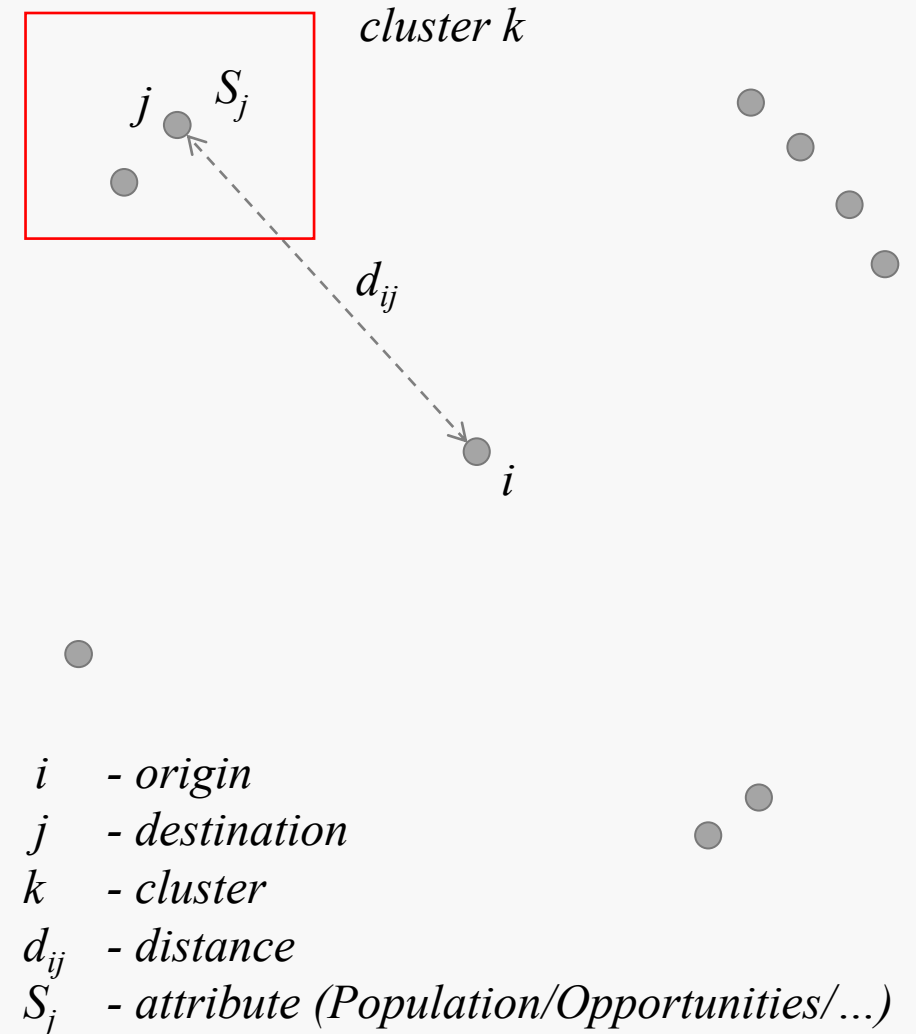 cluster k
j S_j
d_ij
i
i - origin
j - destination
k - cluster
d_ij - distance
S_j - attribute (Population/Opportunities/…)